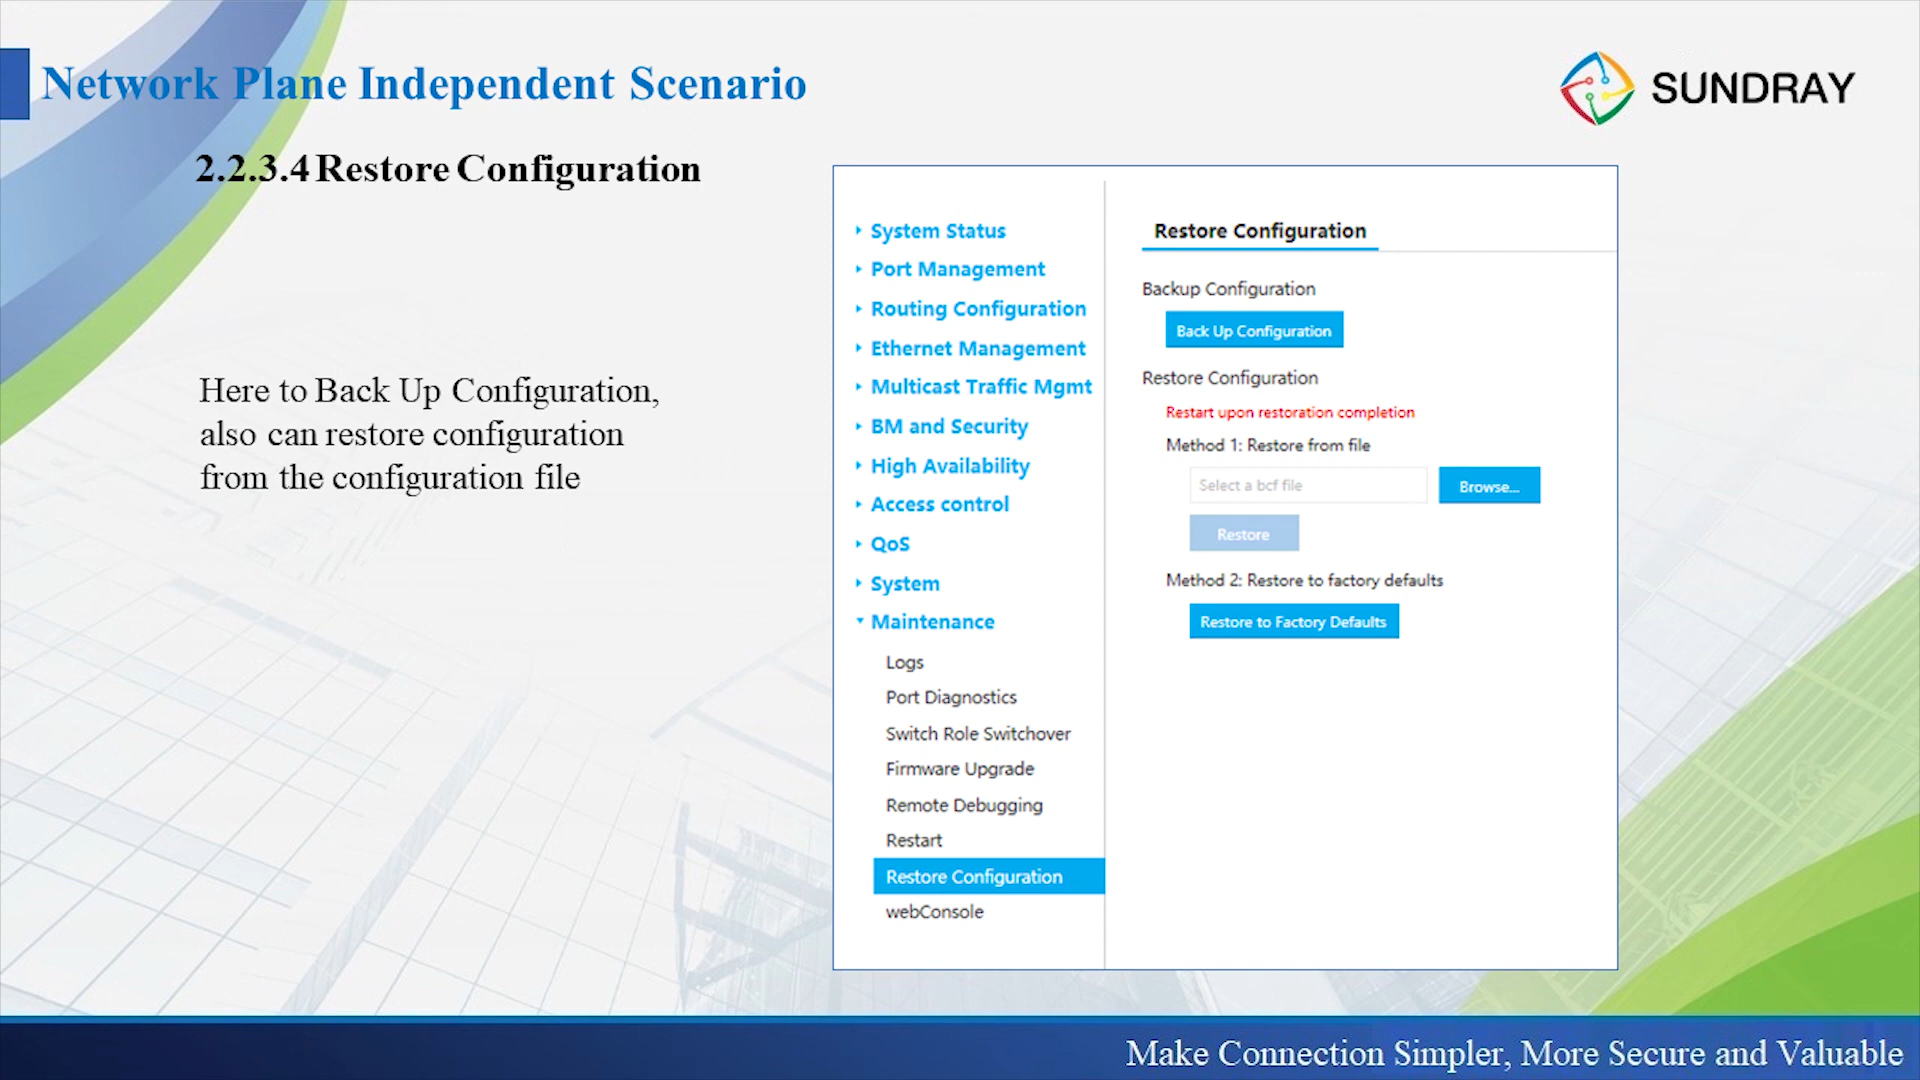 Network Plane Independent Scenario
SUNDRAY
2.2.3.4 Restore Configuration
Here to Back Up Configuration,
also can restore configuration
from the configuration file
System Status
Port Management
Routing Configuration
Ethernet Management
Multicast Traffic Mgmt
BM and Security
High Availability
Access control
QoS
System
Maintenance
Logs
Port Diagnostics
Switch Role Switchover
Firmware Upgrade
Remote Debugging
Restart
Restore Configuration
webConsole
Restore Configuration
Backup Configuration
Back Up Configuration
Restore Configuration
Restart upon restoration completion
Method 1: Restore from file
Select a bcf file
Browse...
Restore
Method 2: Restore to factory defaults
Restore to Factory Defaults
Make Connection Simpler, More Secure and Valuable